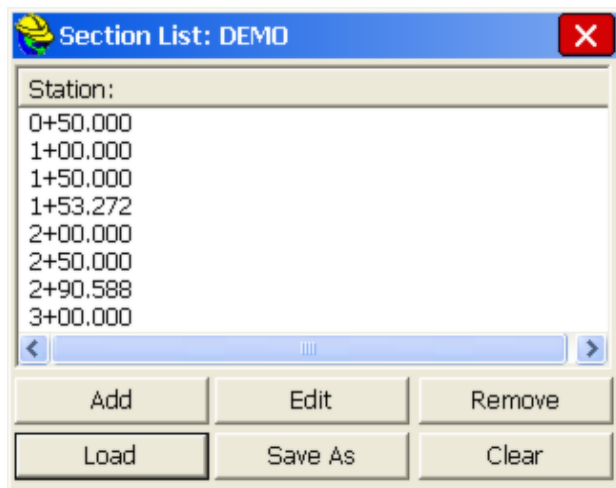 Section List: DEMO
Station:
0+50.000
1+00.000
1+50.000
1+53.272
2+00.000
2+50.000
2+90.588
3+00.000
Add Edit Remove
Load Save As Clear